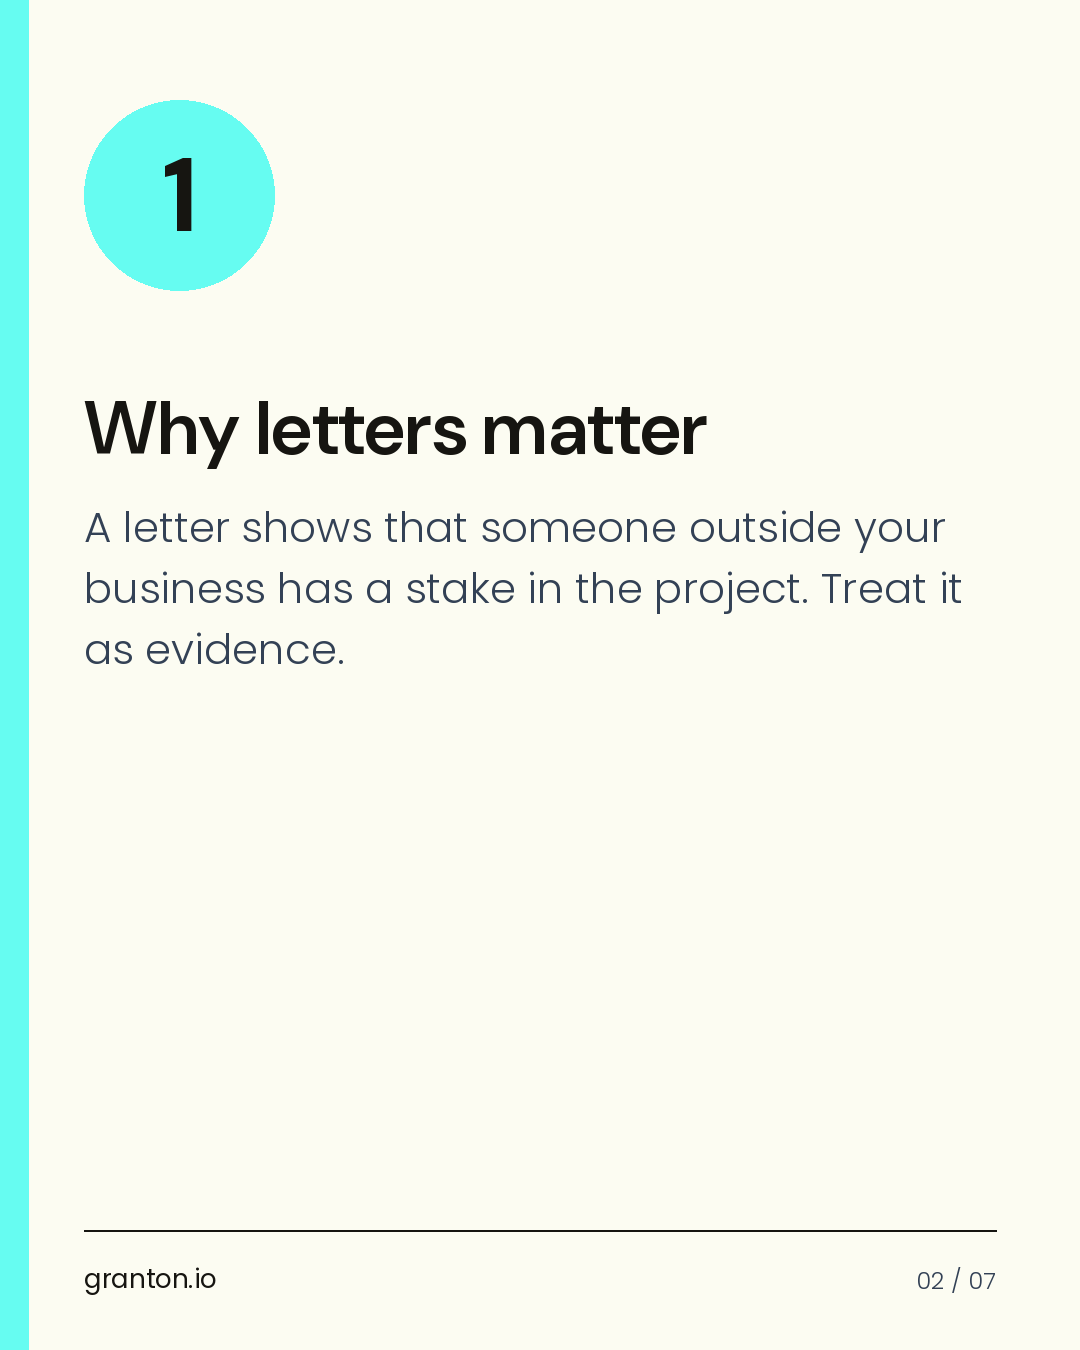 1
Why letters matter
A letter shows that someone outside your
business has a stake in the project. Treat it
as evidence.
granton.io
02 / 07